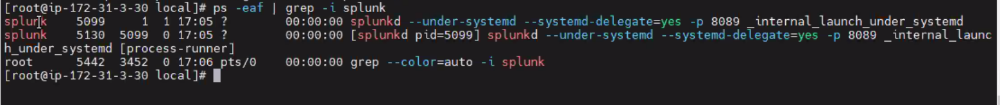 [root@ip-172-31-3-30 local]# ps -eaf | grep -i splunk
splunk    5099       1  1 17:05 ?        00:00:00 splunkd --under-systemd --systemd-delegate=yes -p 8089 _internal_launch_under_systemd
splunk    5130    5099  0 17:05 ?        00:00:00 [splunkd pid=5099] splunkd --under-systemd --systemd-delegate=yes -p 8089 _internal_launc
h_under_systemd [process-runner]
root      5442    3452  0 17:06 pts/0    00:00:00 grep --color=auto -i splunk
[root@ip-172-31-3-30 local]#